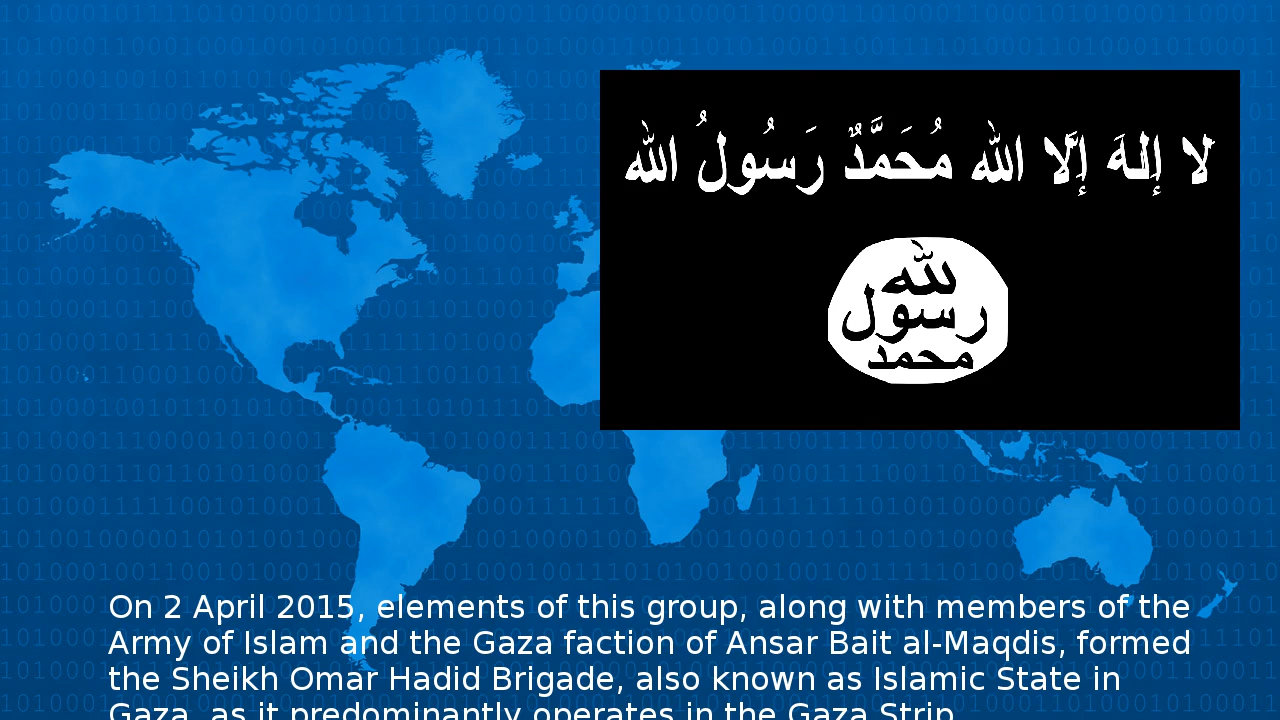 لا إلهَ إلَّا الله مُحَمَّدٌ رَسُولُ الله
الله
رسول
محمد
On 2 April 2015, elements of this group, along with members of the
Army of Islam and the Gaza faction of Ansar Bait al-Maqdis, formed
the Sheikh Omar Hadid Brigade, also known as Islamic State in
Gaza, as it predominantly operates in the Gaza Strip.